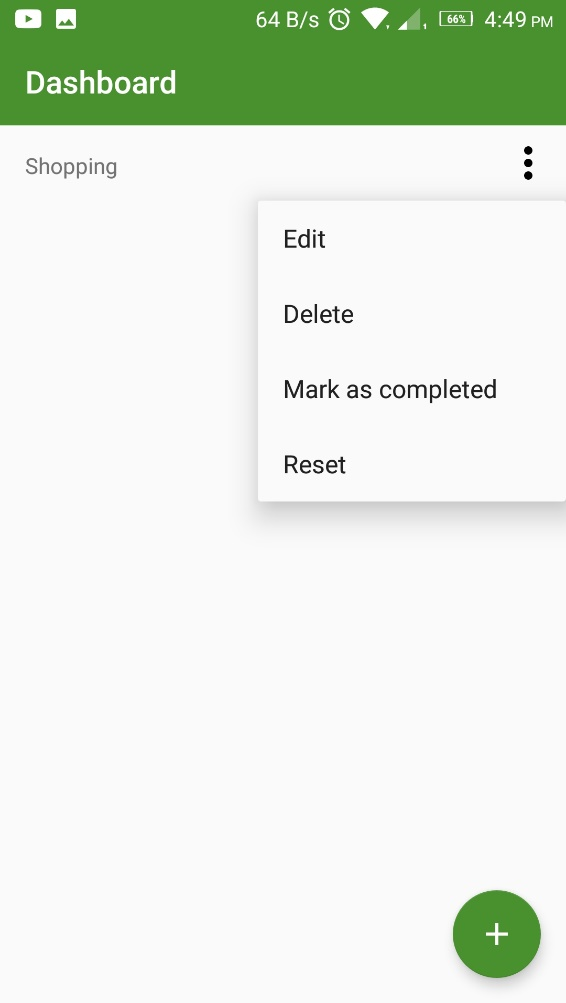 64 B/s 66% 4:49 PM
Dashboard
Shopping
Edit
Delete
Mark as completed
Reset
+